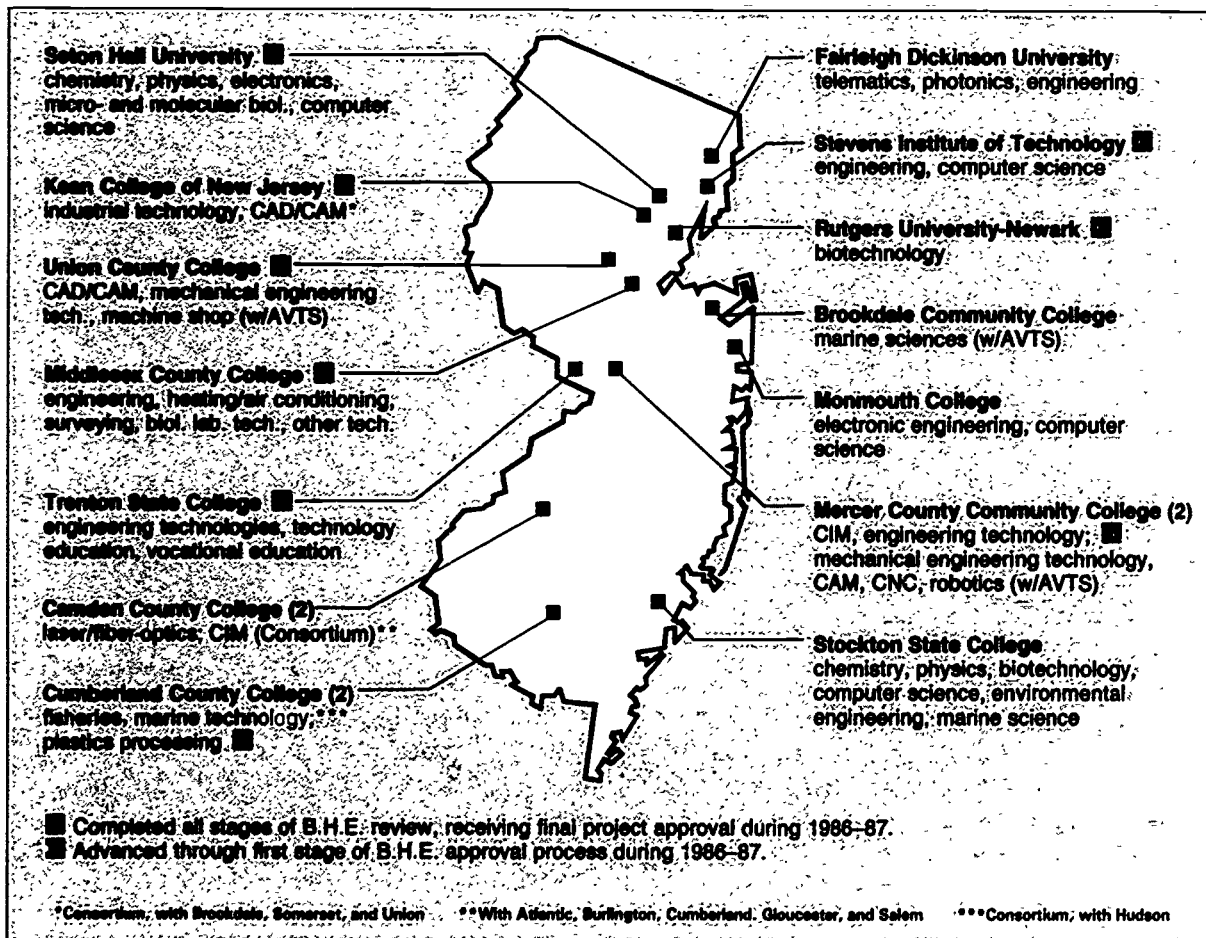 Seton Hall University
chemistry, physics, electronics,
micro- and molecular biol., computer
science
Kean College of New Jersey
industrial technology, CAD/CAM*
Union County College
CAD/CAM, mechanical engineering
tech., machine shop (w/AVTS)
Middlesex County College
engineering, heating/air conditioning,
surveying, biol. lab. tech., other tech.
Trenton State College
engineering technologies, technology
education, vocational education
Camden County College (2)
laser/fiber-optics; CIM (Consortium)**
Cumberland County College (2)
fisheries, marine technology;***
plastics processing
Fairleigh Dickinson University
telematics, photonics, engineering
Stevens Institute of Technology
engineering, computer science
Rutgers University-Newark
biotechnology
Brookdale Community College
marine sciences (w/AVTS)
Monmouth College
electronic engineering, computer
science
Mercer County Community College (2)
CIM, engineering technology;
mechanical engineering technology,
CAM, CNC, robotics (w/AVTS)
Stockton State College
chemistry, physics, biotechnology,
computer science, environmental
engineering, marine science
Completed all stages of B.H.E. review, receiving final project approval during 1986–87.
Advanced through first stage of B.H.E. approval process during 1986–87.
*Consortium, with Brookdale, Somerset, and Union **With Atlantic, Burlington, Cumberland, Gloucester, and Salem ***Consortium, with Hudson